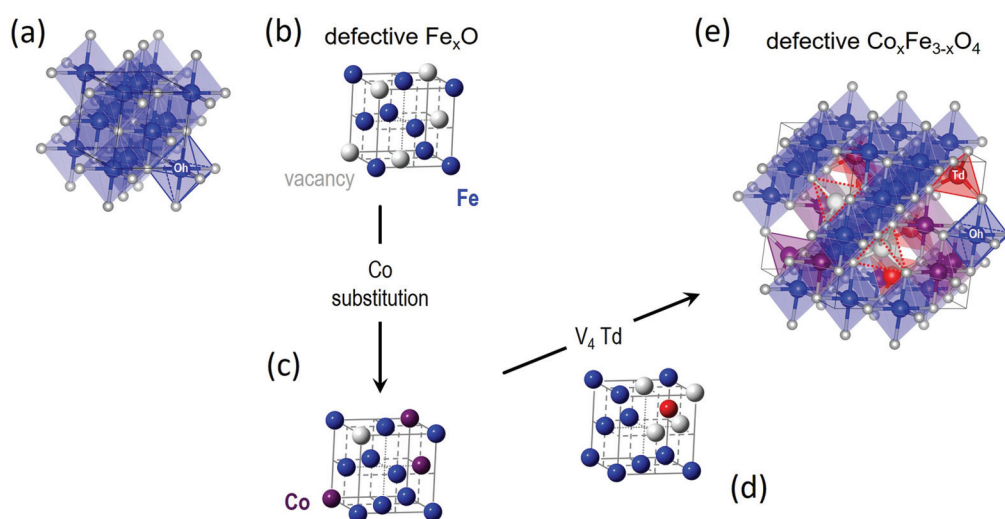 (a)
Oh
(b)
defective FexO
vacancy
Fe
Co
substitution
(c)
Co
V4 Td
(d)
(e)
defective CoxFe3-xO4
Td
Oh